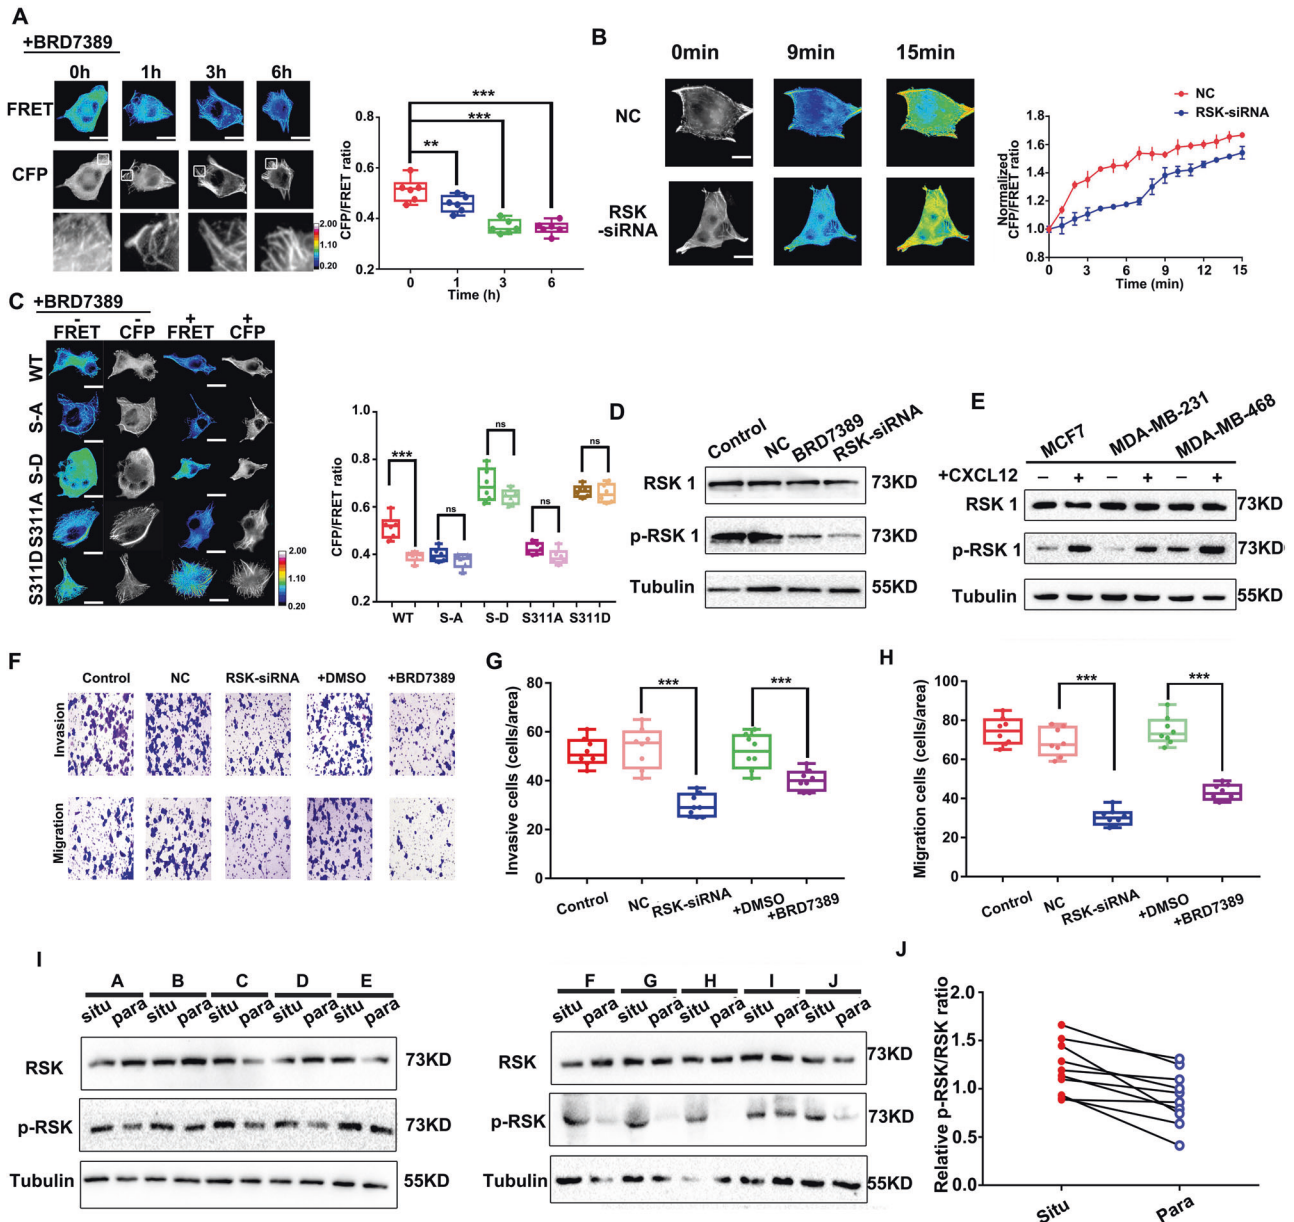 A
+BRD7389
0h 1h 3h 6h
FRET
CFP
2.00
1.10
0.20
CFP/FRET ratio
0.8
0.6
0.4
0.2
** *** ***
0 1 3 6
Time (h)
B
0min 9min 15min
NC
RSK
-siRNA
NC
RSK-siRNA
Normalized
CFP/FRET ratio
1.8
1.6
1.4
1.2
1.0
0.8
0 3 6 9 12 15
Time (min)
C
+BRD7389
- - + +
FRET CFP FRET CFP
WT
S-A
S-D
S311A
S311D
2.00
1.10
0.20
CFP/FRET ratio
1.0
0.8
0.6
0.4
0.2
*** ns ns ns ns
WT S-A S-D S311A S311D
D
Control NC BRD7389 RSK-siRNA
RSK 1 73KD
p-RSK 1 73KD
Tubulin 55KD
E
MCF7 MDA-MB-231 MDA-MB-468
+CXCL12 – + – + – +
RSK 1 73KD
p-RSK 1 73KD
Tubulin 55KD
F
Control NC RSK-siRNA +DMSO +BRD7389
Invasion
Migration
G
Invasive cells (cells/area)
80
60
40
20
0
*** ***
Control NC RSK-siRNA +DMSO +BRD7389
H
Migration cells (cells/area)
100
80
60
40
20
0
*** ***
Control NC RSK-siRNA +DMSO +BRD7389
I
A B C D E
situ para situ para situ para situ para situ para
RSK 73KD
p-RSK 73KD
Tubulin 55KD
F G H I J
situ para situ para situ para situ para situ para
RSK 73KD
p-RSK 73KD
Tubulin 55KD
J
Relative p-RSK/RSK ratio
2.0
1.5
1.0
0.5
0.0
Situ Para